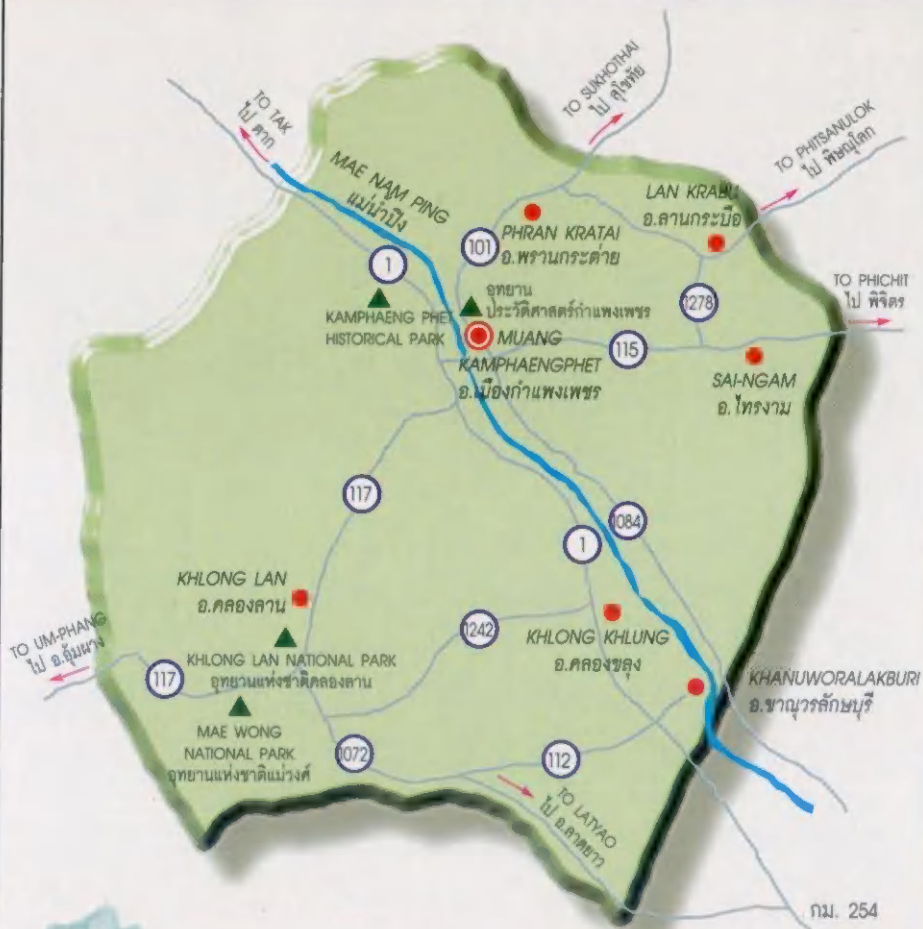 TO SUKHOTHAI
ไป สุโขทัย
TO TAK
ไป ตาก
TO PHITSANULOK
ไป พิษณุโลก
MAE NAM PING
แม่น้ำปิง
LAN KRABU
อ.ลานกระบือ
101
PHRAN KRATAI
อ.พรานกระต่าย
1
TO PHICHIT
ไป พิจิตร
KAMPHAENG PHET
HISTORICAL PARK
อุทยาน
ประวัติศาสตร์กำแพงเพชร
1278
MUANG
KAMPHAENGPHET
อ.เมืองกำแพงเพชร
115
SAI-NGAM
อ.ไทรงาม
117
1084
1
KHLONG LAN
อ.คลองลาน
1242
KHLONG KHLUNG
อ.คลองขลุง
TO UM-PHANG
ไป อ.อุ้มผาง
KHLONG LAN NATIONAL PARK
อุทยานแห่งชาติคลองลาน
117
KHANUWORALAKBURI
อ.ขาณุวรลักษบุรี
MAE WONG
NATIONAL PARK
อุทยานแห่งชาติแม่วงศ์
1072
112
TO LATYAO
ไป อ.ลาดยาว
กม. 254